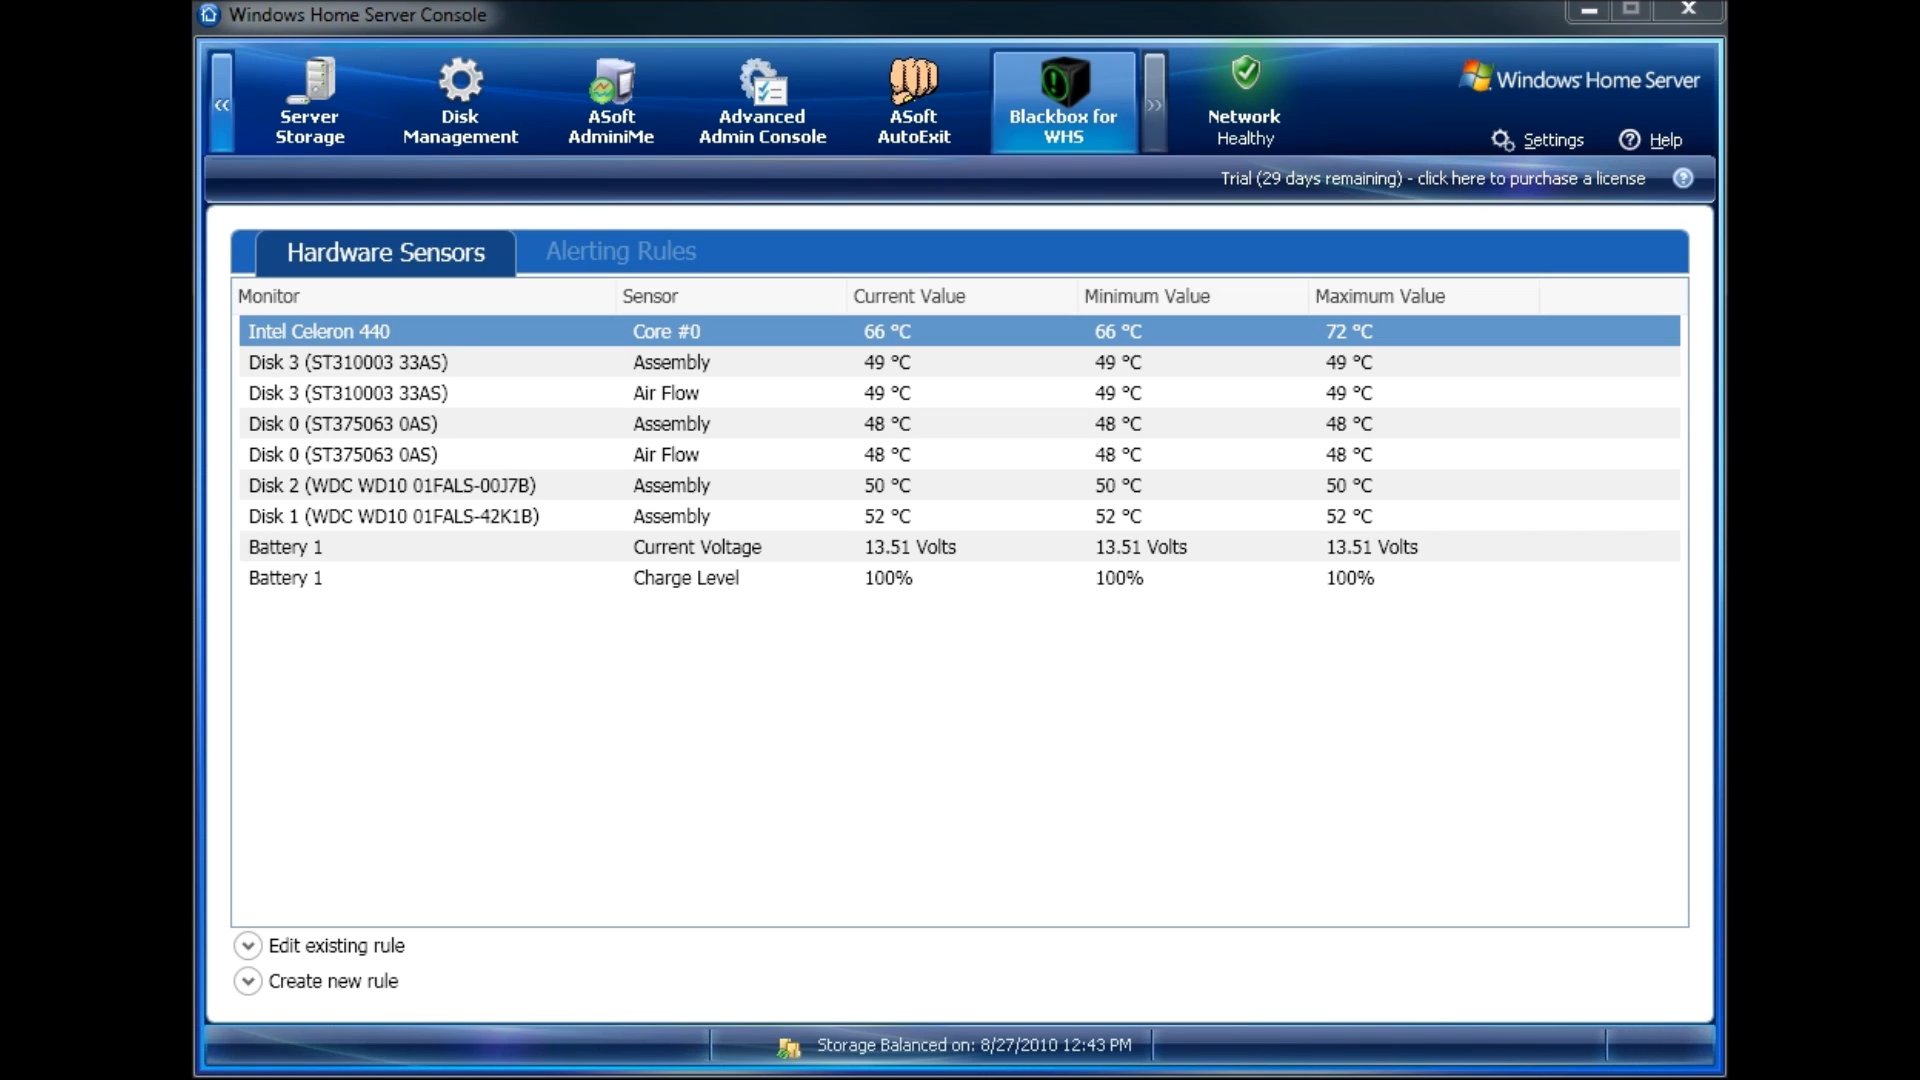 Windows Home Server Console
Server Storage
Disk Management
ASoft AdminiMe
Advanced Admin Console
ASoft AutoExit
Blackbox for WHS
Network
Healthy
Windows Home Server
Settings
Help
Trial (29 days remaining) - click here to purchase a license
Hardware Sensors
Alerting Rules
Monitor Sensor Current Value Minimum Value Maximum Value
Intel Celeron 440 Core #0 66 °C 66 °C 72 °C
Disk 3 (ST310003 33AS) Assembly 49 °C 49 °C 49 °C
Disk 3 (ST310003 33AS) Air Flow 49 °C 49 °C 49 °C
Disk 0 (ST375063 0AS) Assembly 48 °C 48 °C 48 °C
Disk 0 (ST375063 0AS) Air Flow 48 °C 48 °C 48 °C
Disk 2 (WDC WD10 01FALS-00J7B) Assembly 50 °C 50 °C 50 °C
Disk 1 (WDC WD10 01FALS-42K1B) Assembly 52 °C 52 °C 52 °C
Battery 1 Current Voltage 13.51 Volts 13.51 Volts 13.51 Volts
Battery 1 Charge Level 100% 100% 100%
Edit existing rule
Create new rule
Storage Balanced on: 8/27/2010 12:43 PM